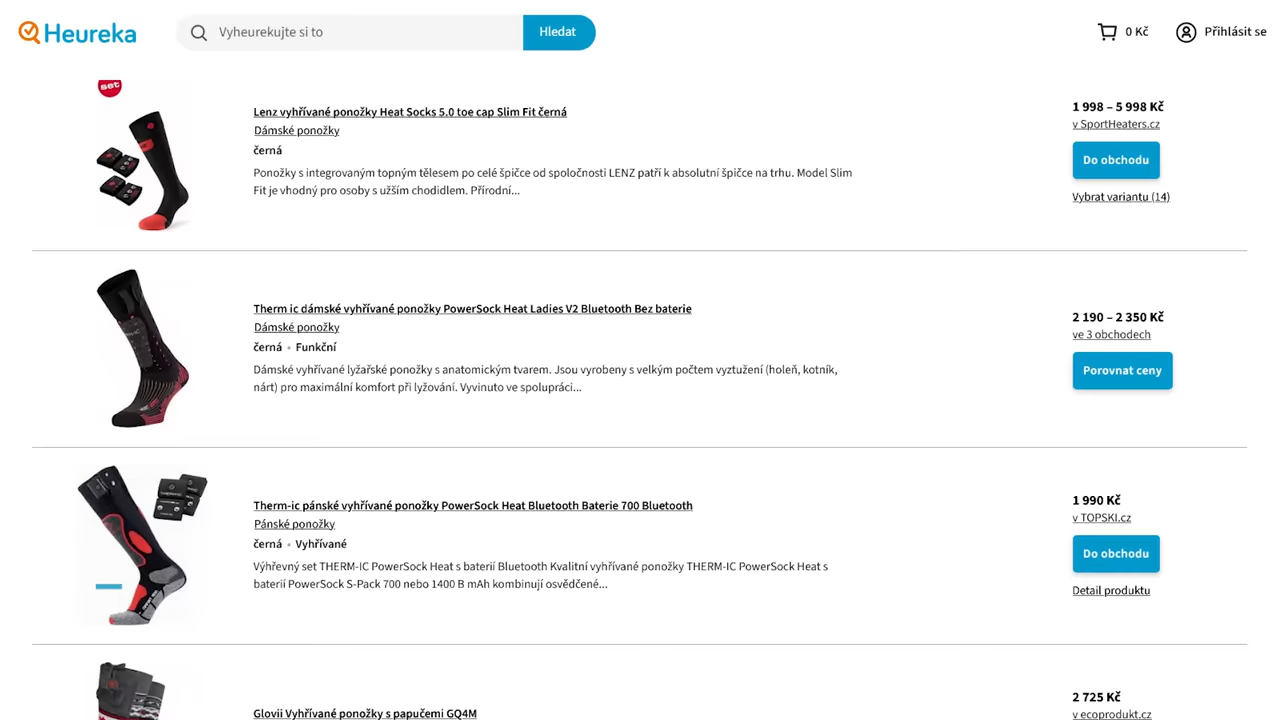 Heureka
Vyheurekujte si to
Hledat
0 Kč
Přihlásit se
set
Lenz vyhřívané ponožky Heat Socks 5.0 toe cap Slim Fit černá
Dámské ponožky
černá
Ponožky s integrovaným topným tělesem po celé špičce od spoločnosti LENZ patří k absolutní špičce na trhu. Model Slim
Fit je vhodný pro osoby s užším chodidlem. Přírodní...
1 998 – 5 998 Kč
v SportHeaters.cz
Do obchodu
Vybrat variantu (14)
Therm ic dámské vyhřívané ponožky PowerSock Heat Ladies V2 Bluetooth Bez baterie
Dámské ponožky
černá • Funkční
Dámské vyhřívané lyžařské ponožky s anatomickým tvarem. Jsou vyrobeny s velkým počtem vyztužení (holeň, kotník,
nárt) pro maximální komfort při lyžování. Vyvinuto ve spolupráci...
2 190 – 2 350 Kč
ve 3 obchodech
Porovnat ceny
Therm-ic pánské vyhřívané ponožky PowerSock Heat Bluetooth Baterie 700 Bluetooth
Pánské ponožky
černá • Vyhřívané
Výhřevný set THERM-IC PowerSock Heat s baterií Bluetooth Kvalitní vyhřívané ponožky THERM-IC PowerSock Heat s
baterií PowerSock S-Pack 700 nebo 1400 B mAh kombinují osvědčené...
1 990 Kč
v TOPSKI.cz
Do obchodu
Detail produktu
Glovii Vyhřívané ponožky s papučemi GQ4M
2 725 Kč
v ecoprodukt.cz